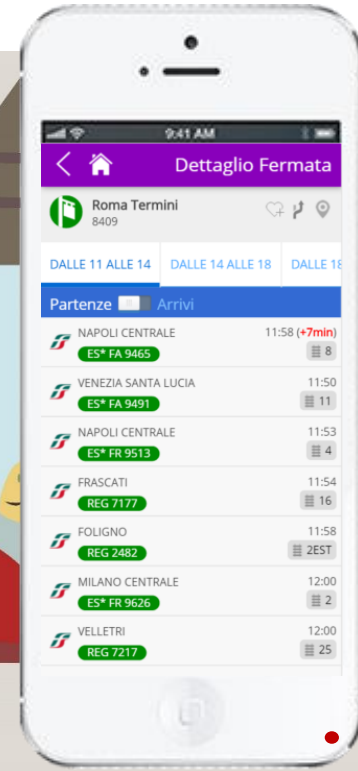 9:41 AM
Dettaglio Fermata
Roma Termini
8409
DALLE 11 ALLE 14 DALLE 14 ALLE 18 DALLE 18
Partenze Arrivi
NAPOLI CENTRALE 11:58 (+7min)
ES* FA 9465 8
VENEZIA SANTA LUCIA 11:50
ES* FA 9491 11
NAPOLI CENTRALE 11:53
ES* FR 9513 4
FRASCATI 11:54
REG 7177 16
FOLIGNO 11:58
REG 2482 2EST
MILANO CENTRALE 12:00
ES* FR 9626 2
VELLETRI 12:00
REG 7217 25